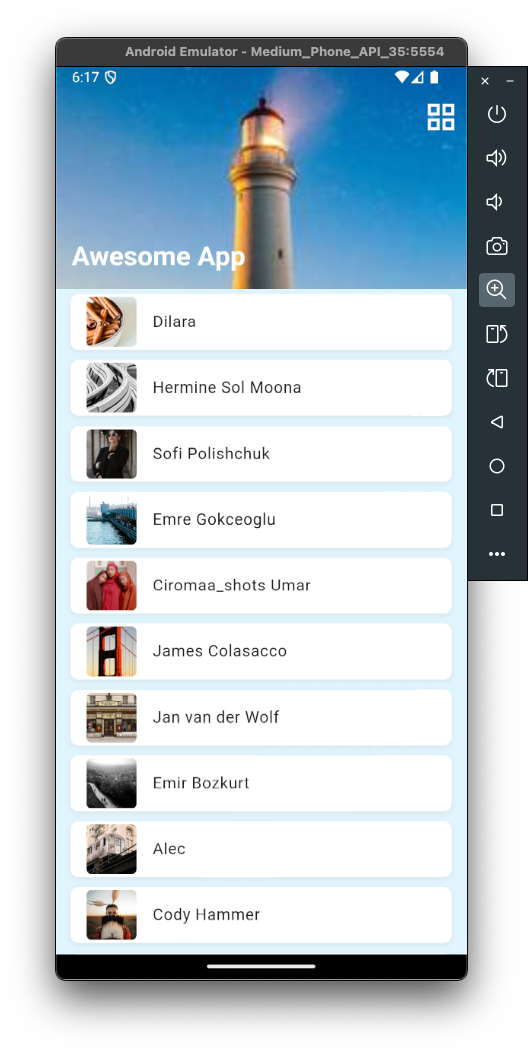 Android Emulator - Medium_Phone_API_35:5554
6:17
Awesome App
Dilara
Hermine Sol Moona
Sofi Polishchuk
Emre Gokceoglu
Ciromaa_shots Umar
James Colasacco
Jan van der Wolf
Emir Bozkurt
Alec
Cody Hammer